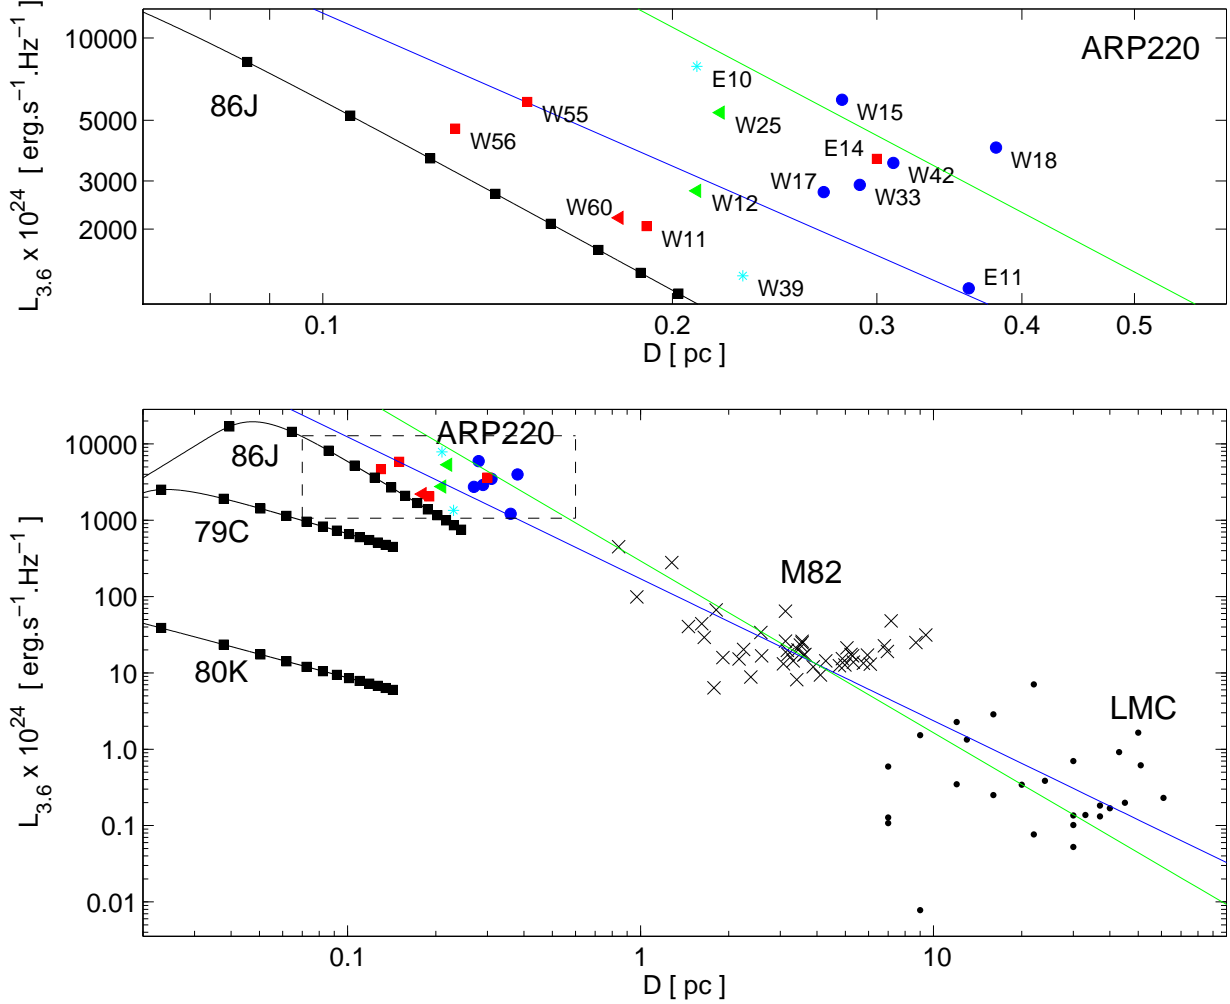 10000
5000
3000
2000
L3.6 x 10^24 [ erg.s^−1.Hz^−1 ]
ARP220
86J
E10
W55
W56
W25
W15
E14
W42
W18
W17
W33
W60
W12
W11
W39
E11
0.1
0.2
0.3
0.4
0.5
D [ pc ]
10000
1000
100
10
1.0
0.1
0.01
L3.6 x 10^24 [ erg.s^−1.Hz^−1 ]
ARP220
86J
79C
80K
M82
LMC
0.1
1
10
D [ pc ]